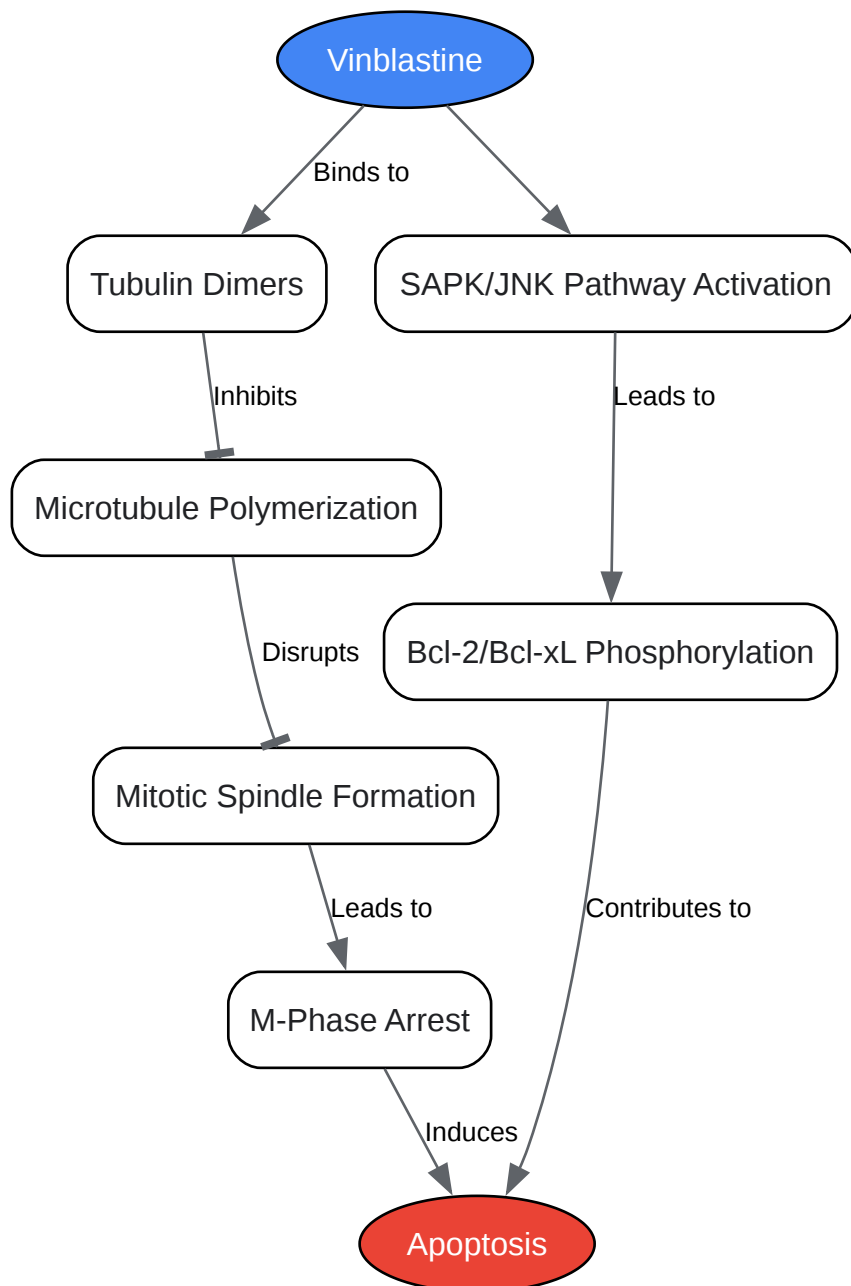 Vinblastine
Binds to
Tubulin Dimers
SAPK/JNK Pathway Activation
Inhibits
Leads to
Microtubule Polymerization
Disrupts
Bcl-2/Bcl-xL Phosphorylation
Mitotic Spindle Formation
Leads to
Contributes to
M-Phase Arrest
Induces
Apoptosis